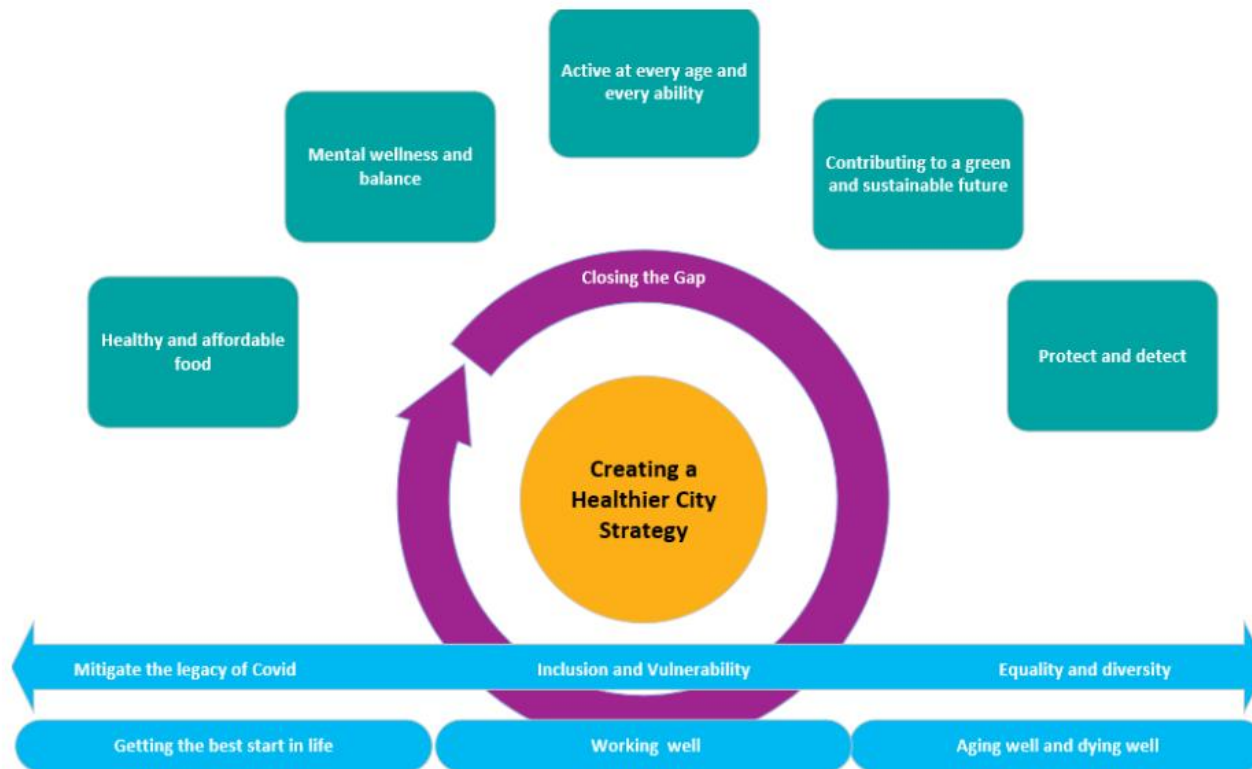 Active at every age and
every ability
Mental wellness and
balance
Contributing to a green
and sustainable future
Healthy and affordable
food
Closing the Gap
Protect and detect
Creating a
Healthier City
Strategy
Mitigate the legacy of Covid
Inclusion and Vulnerability
Equality and diversity
Getting the best start in life
Working well
Aging well and dying well